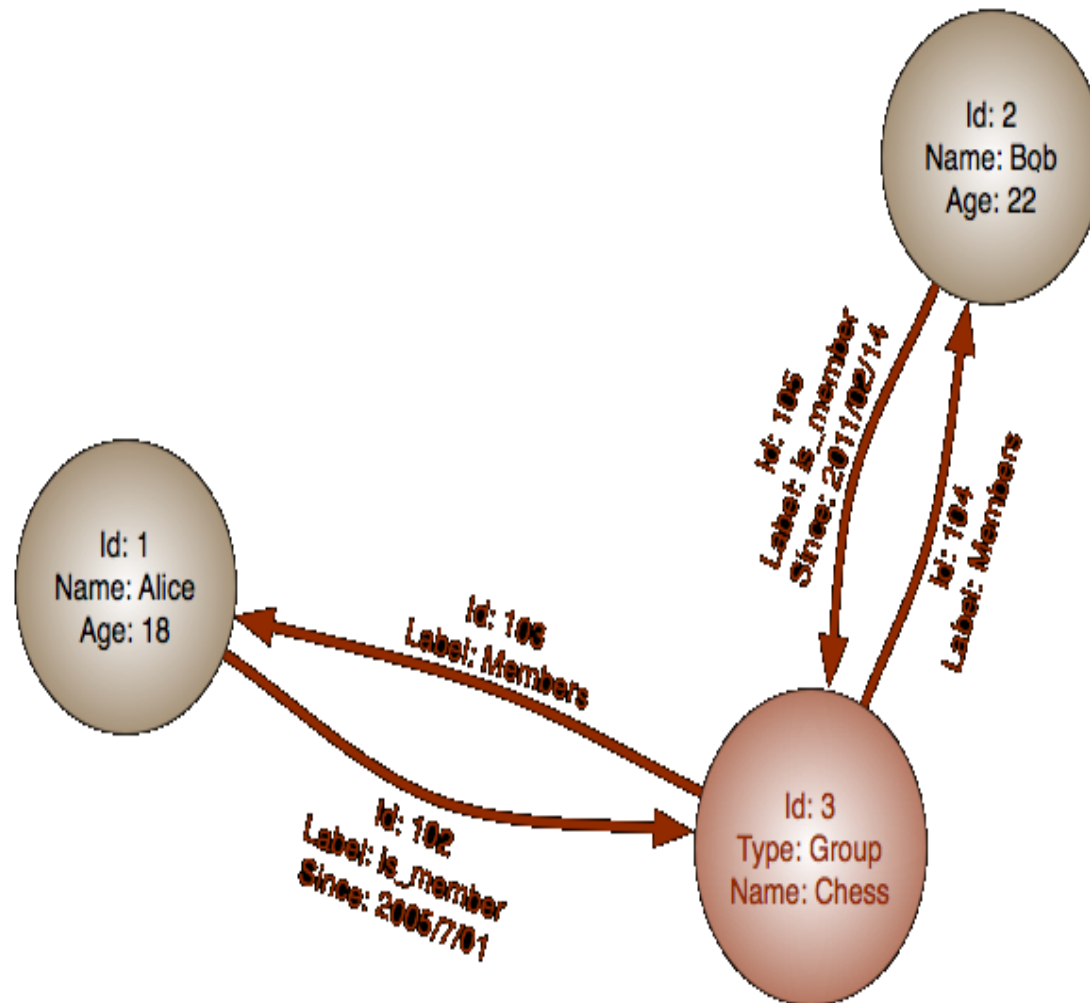 Id: 2
Name: Bob
Age: 22
Id: 105
Label: is_member
Since: 2011/02/14
Id: 104
Label: Members
Id: 1
Name: Alice
Age: 18
Id: 103
Label: Members
Id: 102
Label: is_member
Since: 2005/7/01
Id: 3
Type: Group
Name: Chess